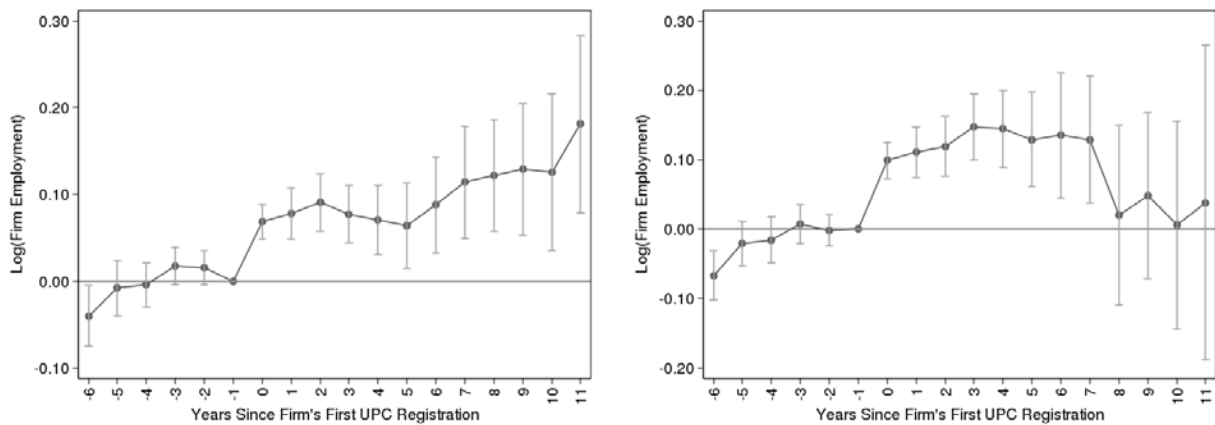 0.30
0.20
0.10
0.00
-0.10
Log(Firm Employment)
-6 -5 -4 -3 -2 -1 0 1 2 3 4 5 6 7 8 9 10 11
Years Since Firm's First UPC Registration
0.30
0.20
0.10
0.00
-0.10
-0.20
Log(Firm Employment)
-6 -5 -4 -3 -2 -1 0 1 2 3 4 5 6 7 8 9 10 11
Years Since Firm's First UPC Registration